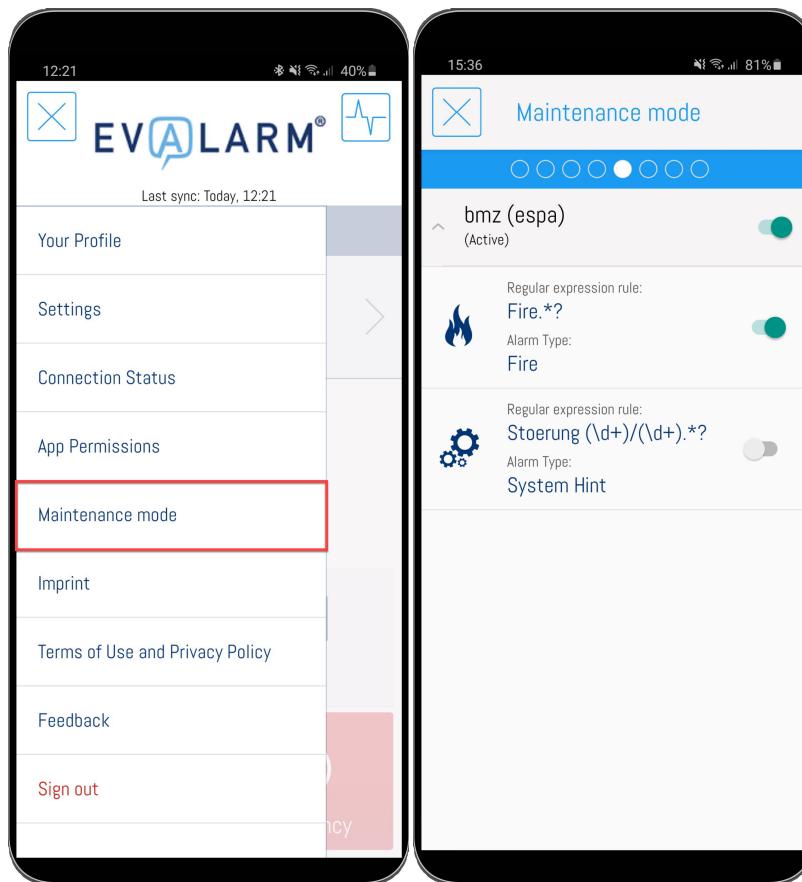 12:21
40%
EVALARM®
Last sync: Today, 12:21
Your Profile
Settings
Connection Status
App Permissions
Maintenance mode
Imprint
Terms of Use and Privacy Policy
Feedback
Sign out
ncy
15:36
81%
Maintenance mode
bmz (espa)
(Active)
Regular expression rule:
Fire.*?
Alarm Type:
Fire
Regular expression rule:
Stoerung (\d+)/(\d+).*?
Alarm Type:
System Hint